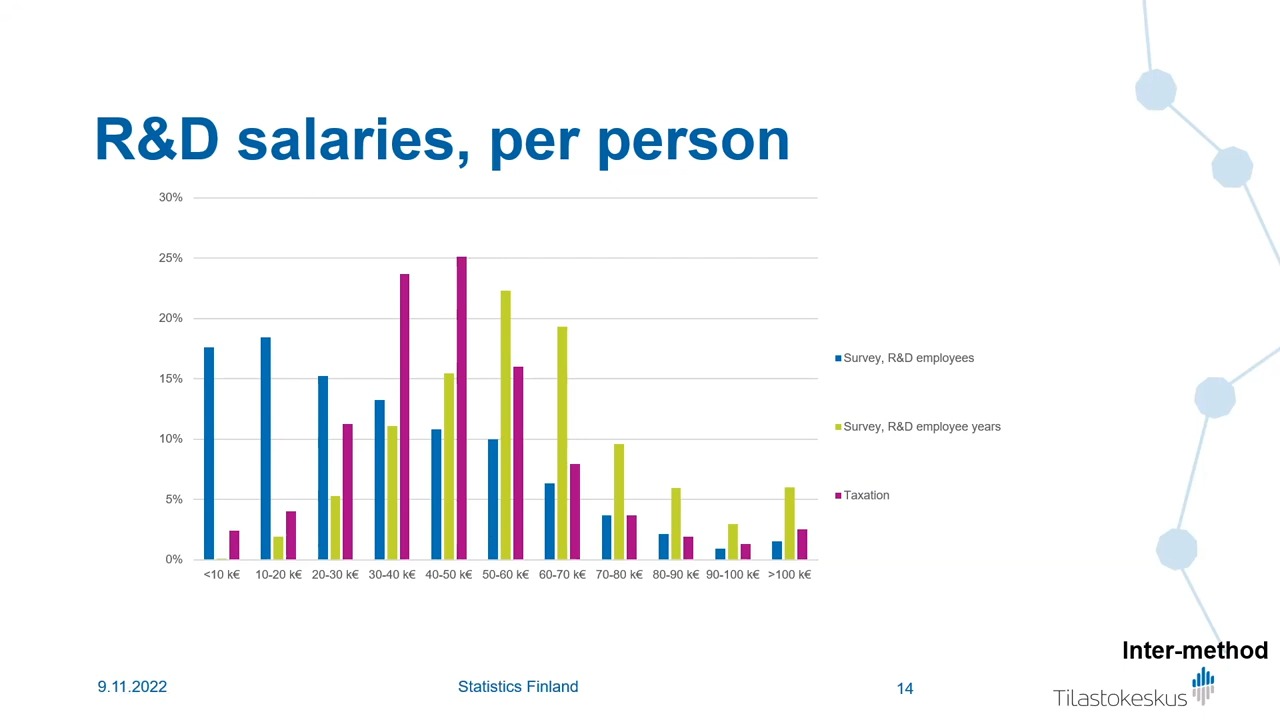 R&D salaries, per person
30%
25%
20%
15%
10%
5%
0%
<10 k€ 10-20 k€ 20-30 k€ 30-40 k€ 40-50 k€ 50-60 k€ 60-70 k€ 70-80 k€ 80-90 k€ 90-100 k€ >100 k€
Survey, R&D employees
Survey, R&D employee years
Taxation
Inter-method
9.11.2022
Statistics Finland
14
Tilastokeskus